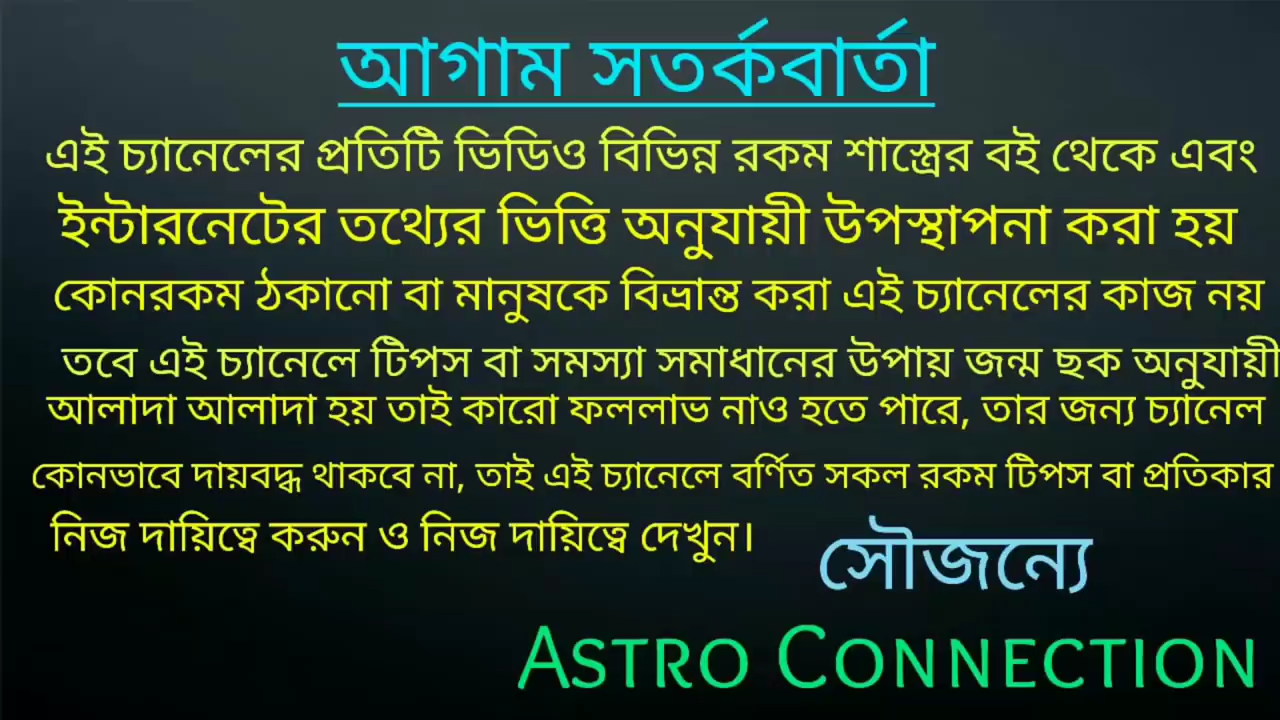 আগাম সতর্কবার্তা
এই চ্যানেলের প্রতিটি ভিডিও বিভিন্ন রকম শাস্ত্রের বই থেকে এবং
ইন্টারনেটের তথ্যের ভিত্তি অনুযায়ী উপস্থাপনা করা হয়
কোনরকম ঠকানো বা মানুষকে বিভ্রান্ত করা এই চ্যানেলের কাজ নয়
তবে এই চ্যানেলে টিপস বা সমস্যা সমাধানের উপায় জন্ম ছক অনুযায়ী
আলাদা আলাদা হয় তাই কারো ফললাভ নাও হতে পারে, তার জন্য চ্যানেল
কোনভাবে দায়বদ্ধ থাকবে না, তাই এই চ্যানেলে বর্ণিত সকল রকম টিপস বা প্রতিকার
নিজ দায়িত্বে করুন ও নিজ দায়িত্বে দেখুন।
সৌজন্যে
ASTRO CONNECTION